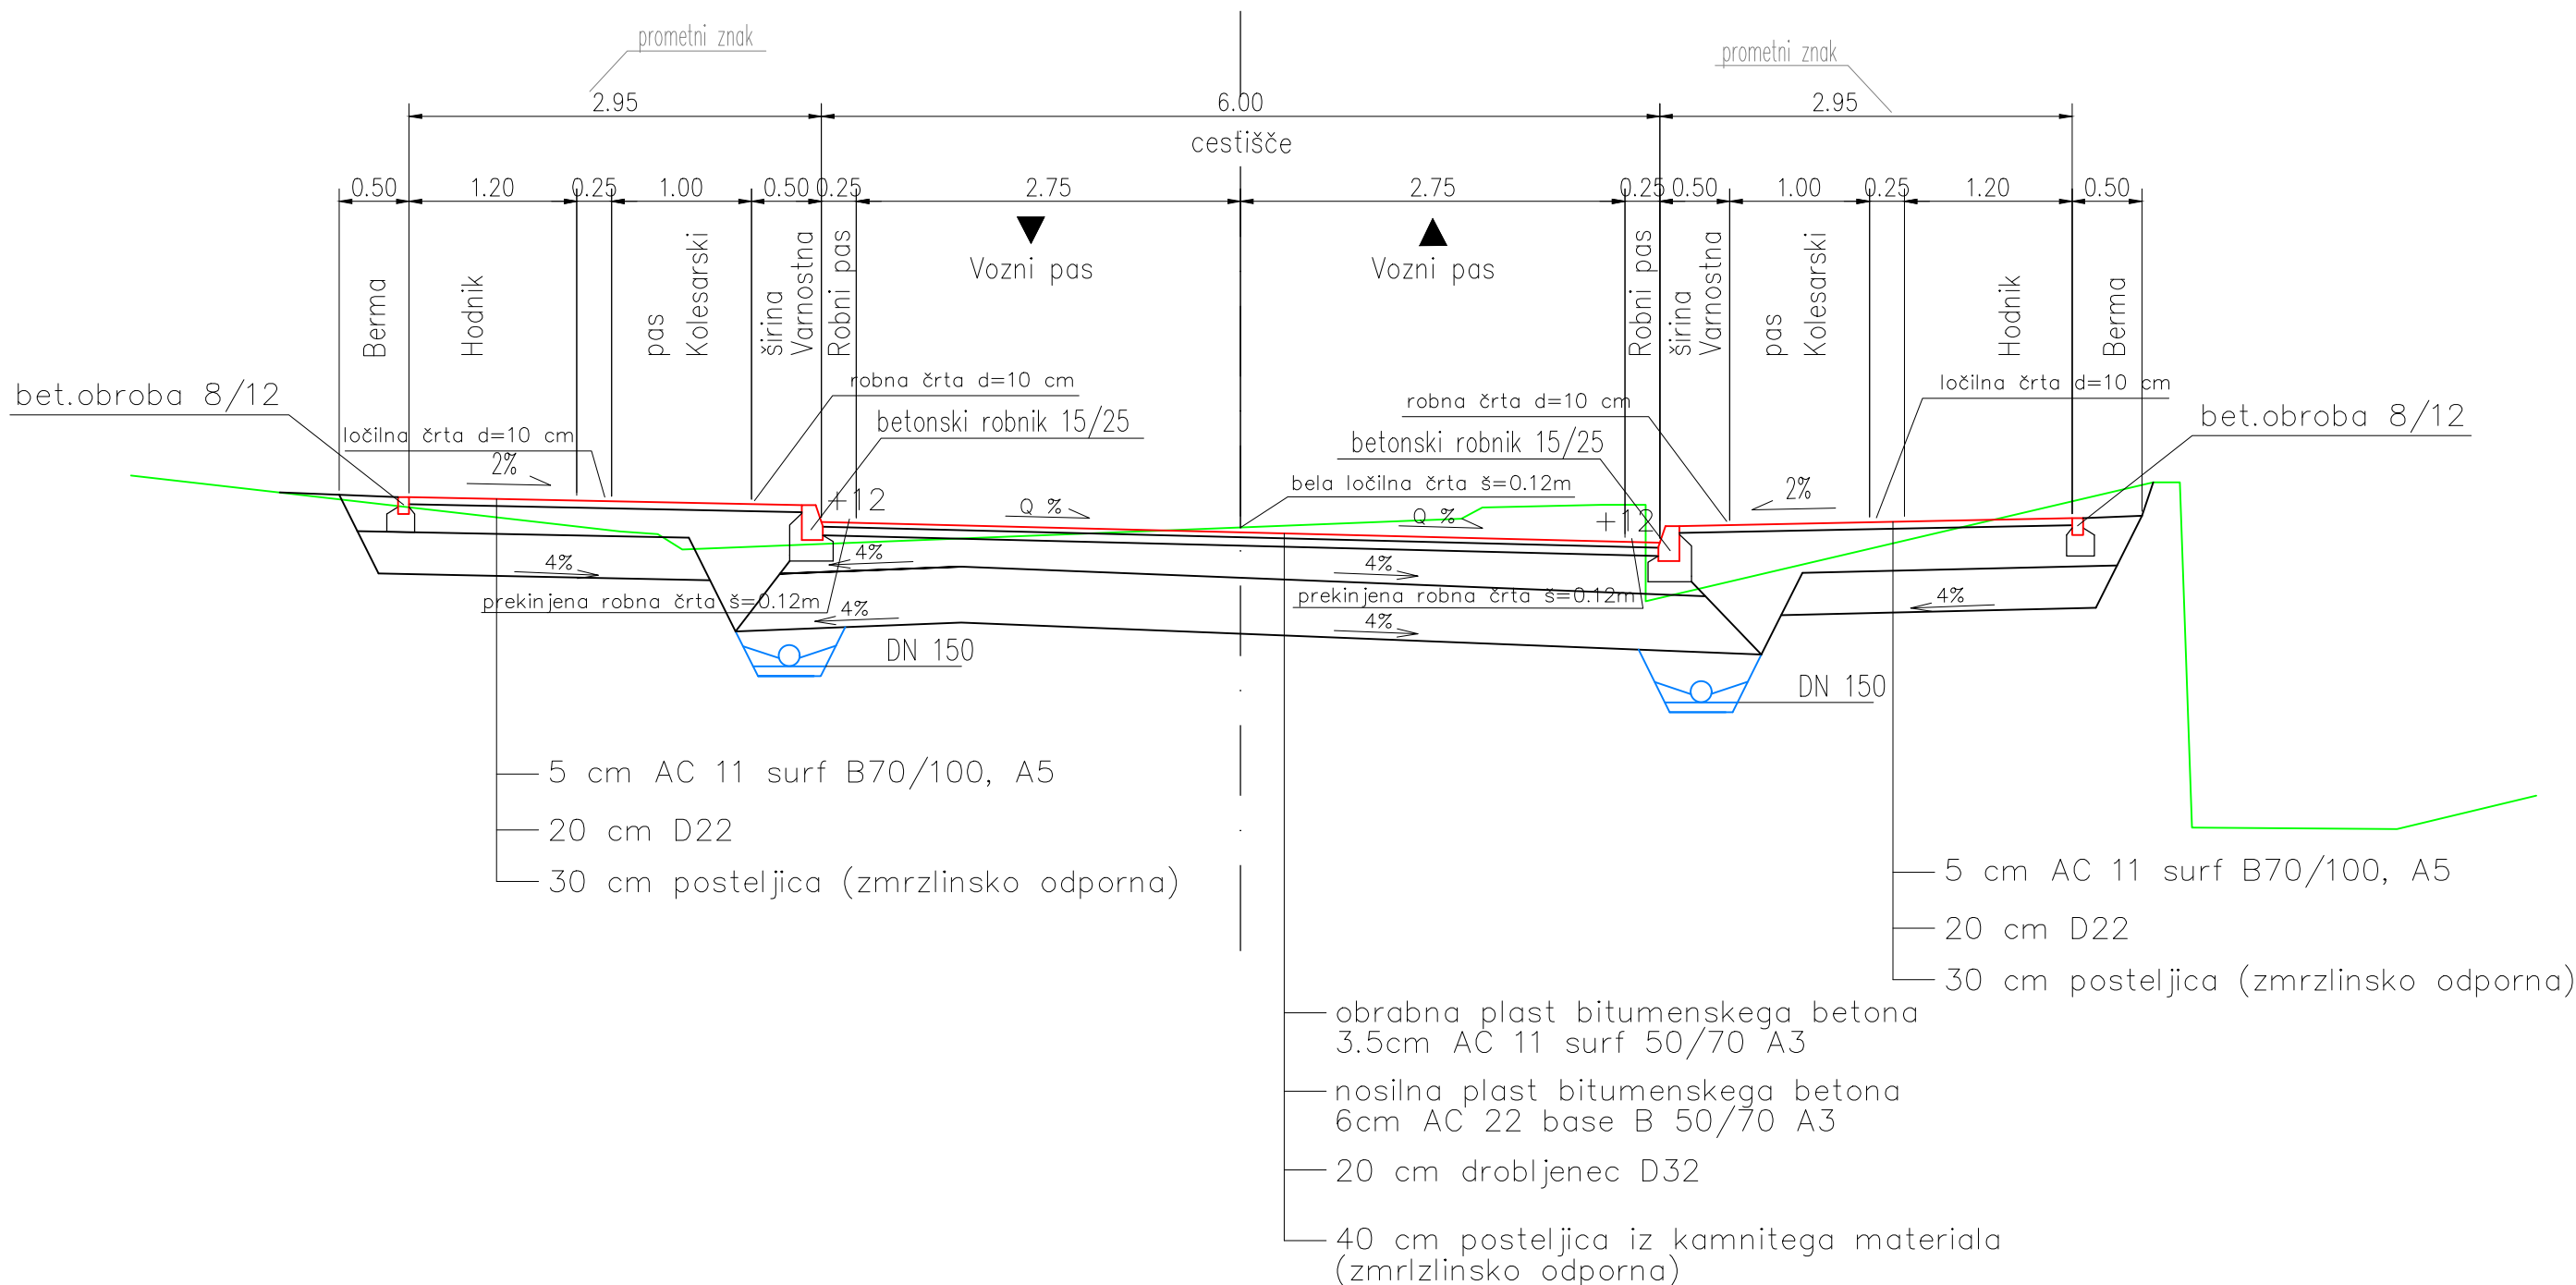 prometni znak
prometni znak
2.95
6.00
2.95
cestišče
0.50
1.20
0.25
1.00
0.50
0.25
2.75
2.75
0.25
0.50
1.00
0.25
1.20
0.50
Berma
Hodnik
Kolesarski
pas
Varnostna
širina
Robni pas
Vozni pas
Vozni pas
Robni pas
Varnostna
širina
Kolesarski
pas
Hodnik
Berma
bet.obroba 8/12
ločilna črta d=10 cm
robna črta d=10 cm
betonski robnik 15/25
robna črta d=10 cm
betonski robnik 15/25
ločilna črta d=10 cm
bet.obroba 8/12
bela ločilna črta š=0.12m
2%
+12
Q %
Q %
+12
2%
4%
4%
4%
4%
4%
4%
4%
prekinjena robna črta š=0.12m
prekinjena robna črta š=0.12m
DN 150
DN 150
5 cm AC 11 surf B70/100, A5
20 cm D22
30 cm posteljica (zmrzlinsko odporna)
5 cm AC 11 surf B70/100, A5
20 cm D22
30 cm posteljica (zmrzlinsko odporna)
obrabna plast bitumenskega betona
3.5cm AC 11 surf 50/70 A3
nosilna plast bitumenskega betona
6cm AC 22 base B 50/70 A3
20 cm drobljenec D32
40 cm posteljica iz kamnitega materiala
(zmrlzlinsko odporna)